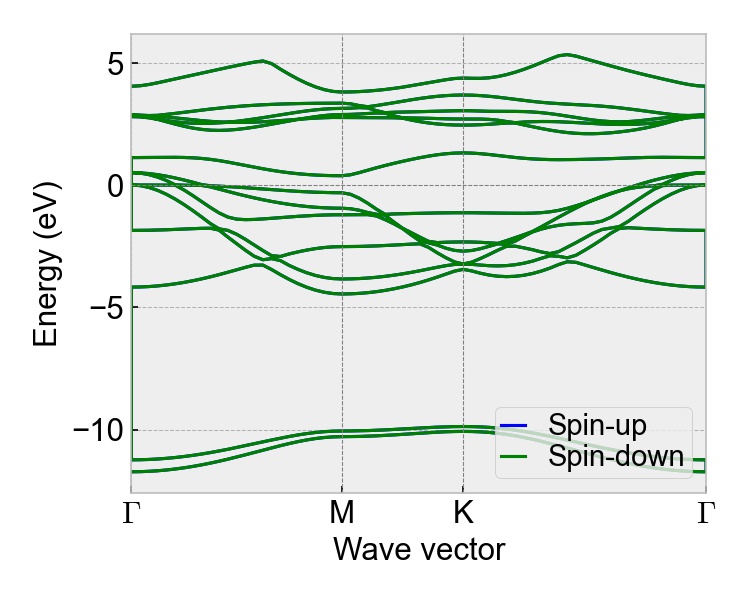 5
0
−5
−10
Energy (eV)
Spin-up
Spin-down
Γ M K Γ
Wave vector